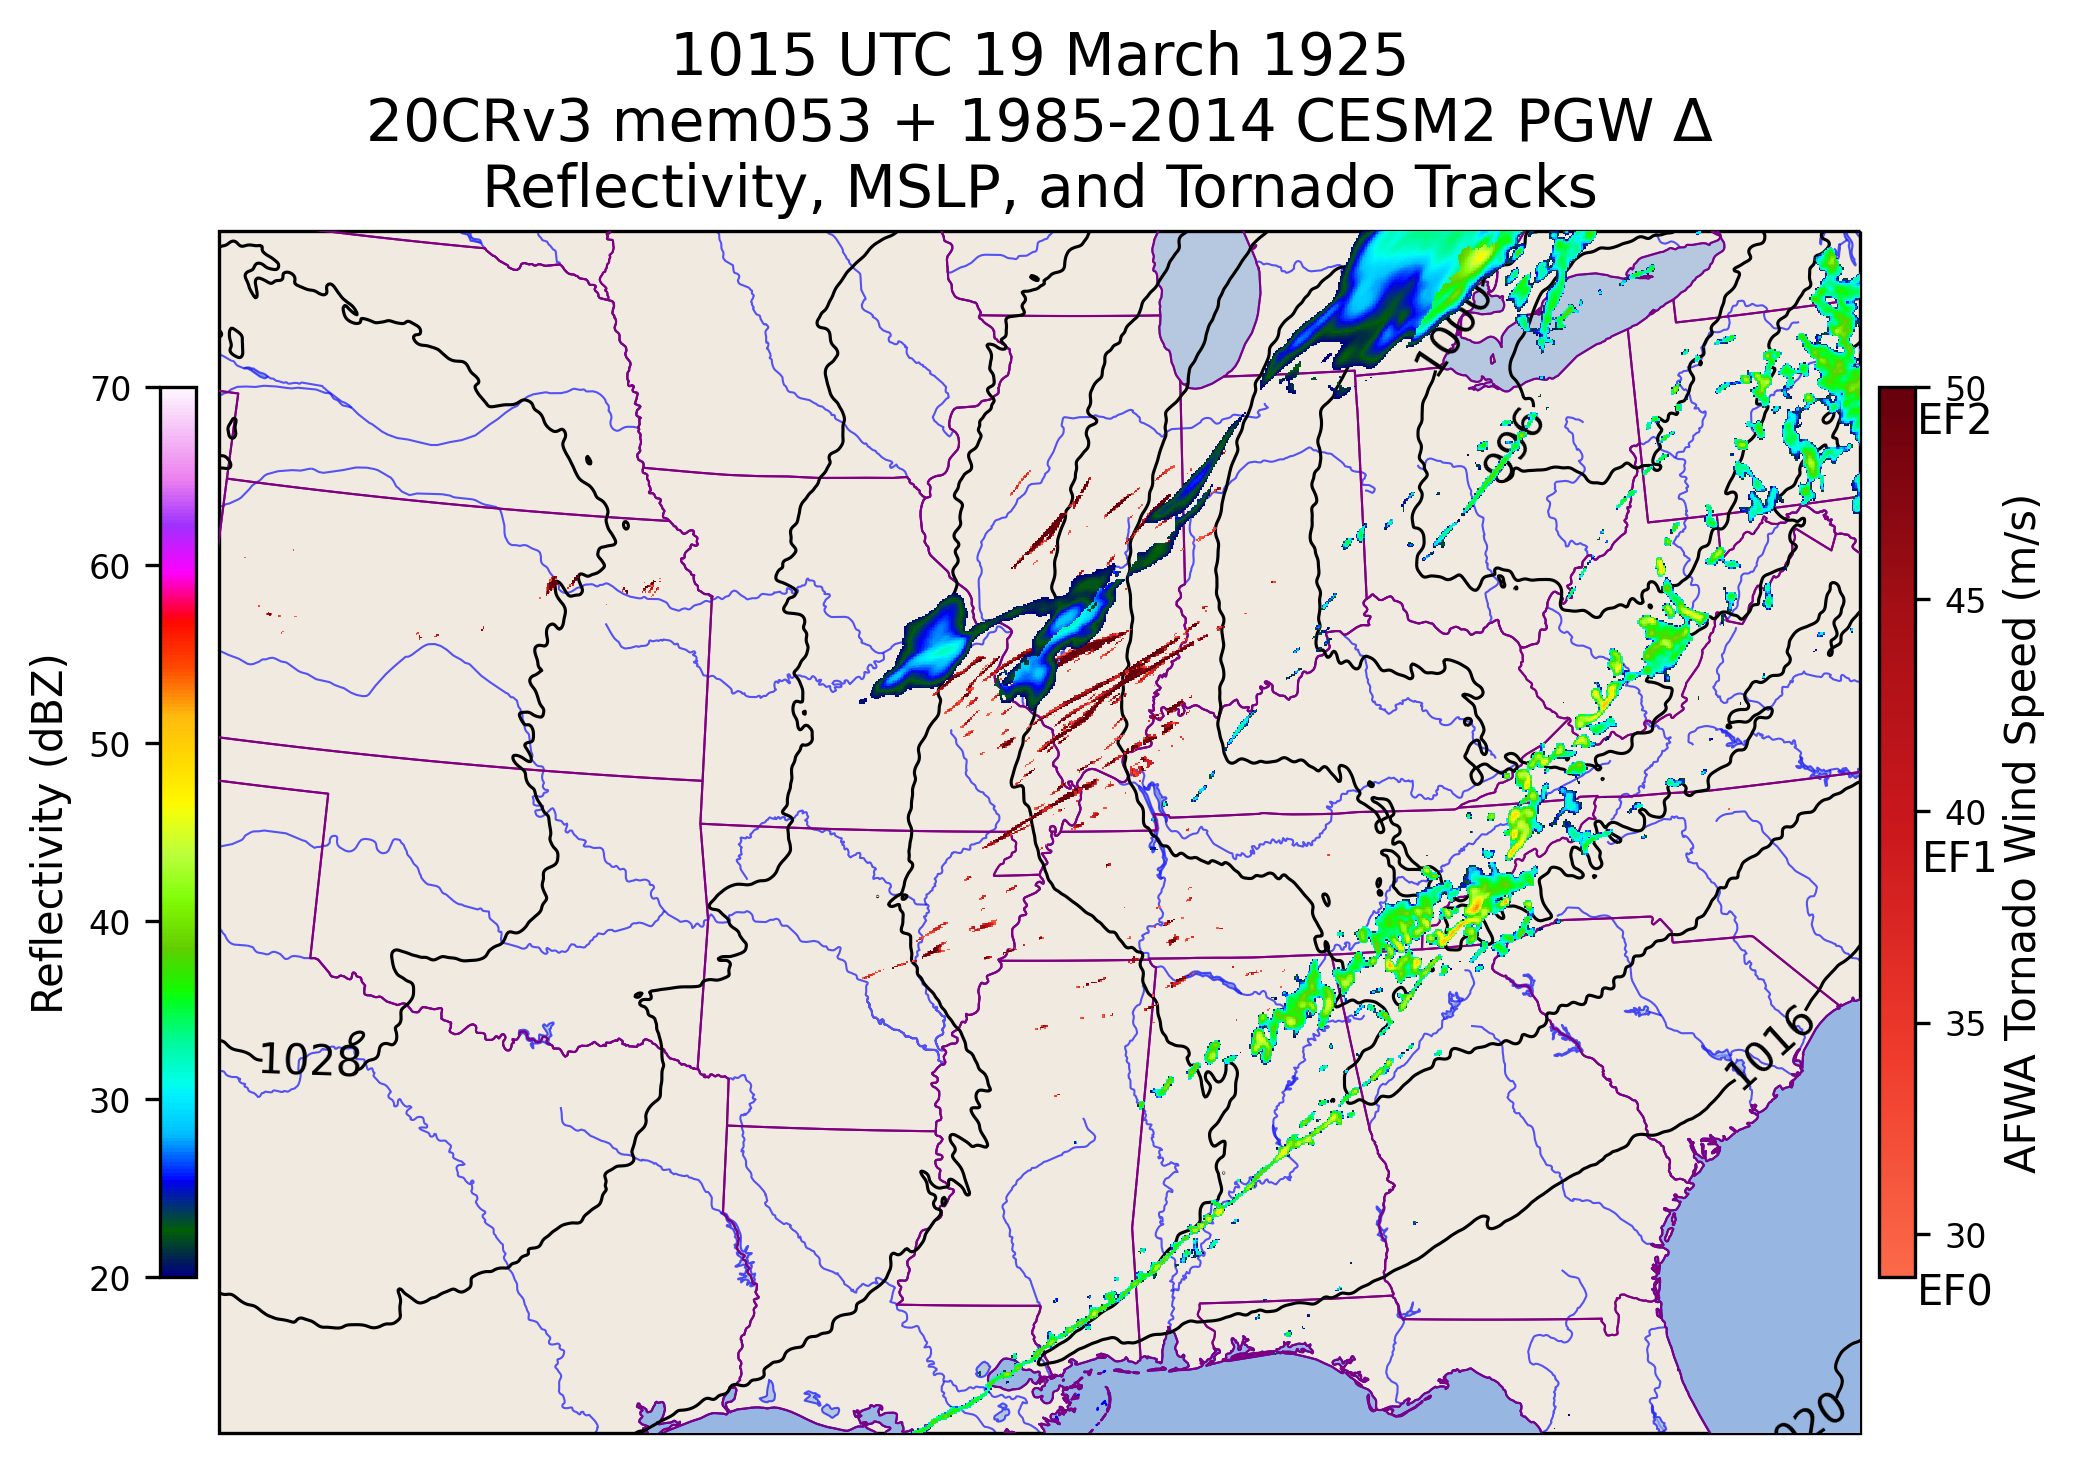 1015 UTC 19 March 1925
20CRv3 mem053 + 1985-2014 CESM2 PGW Δ
Reflectivity, MSLP, and Tornado Tracks
Reflectivity (dBZ)
70
60
50
40
30
20
1000
996
1028
1016
1020
50
EF2
45
40
EF1
35
30
EF0
AFWA Tornado Wind Speed (m/s)